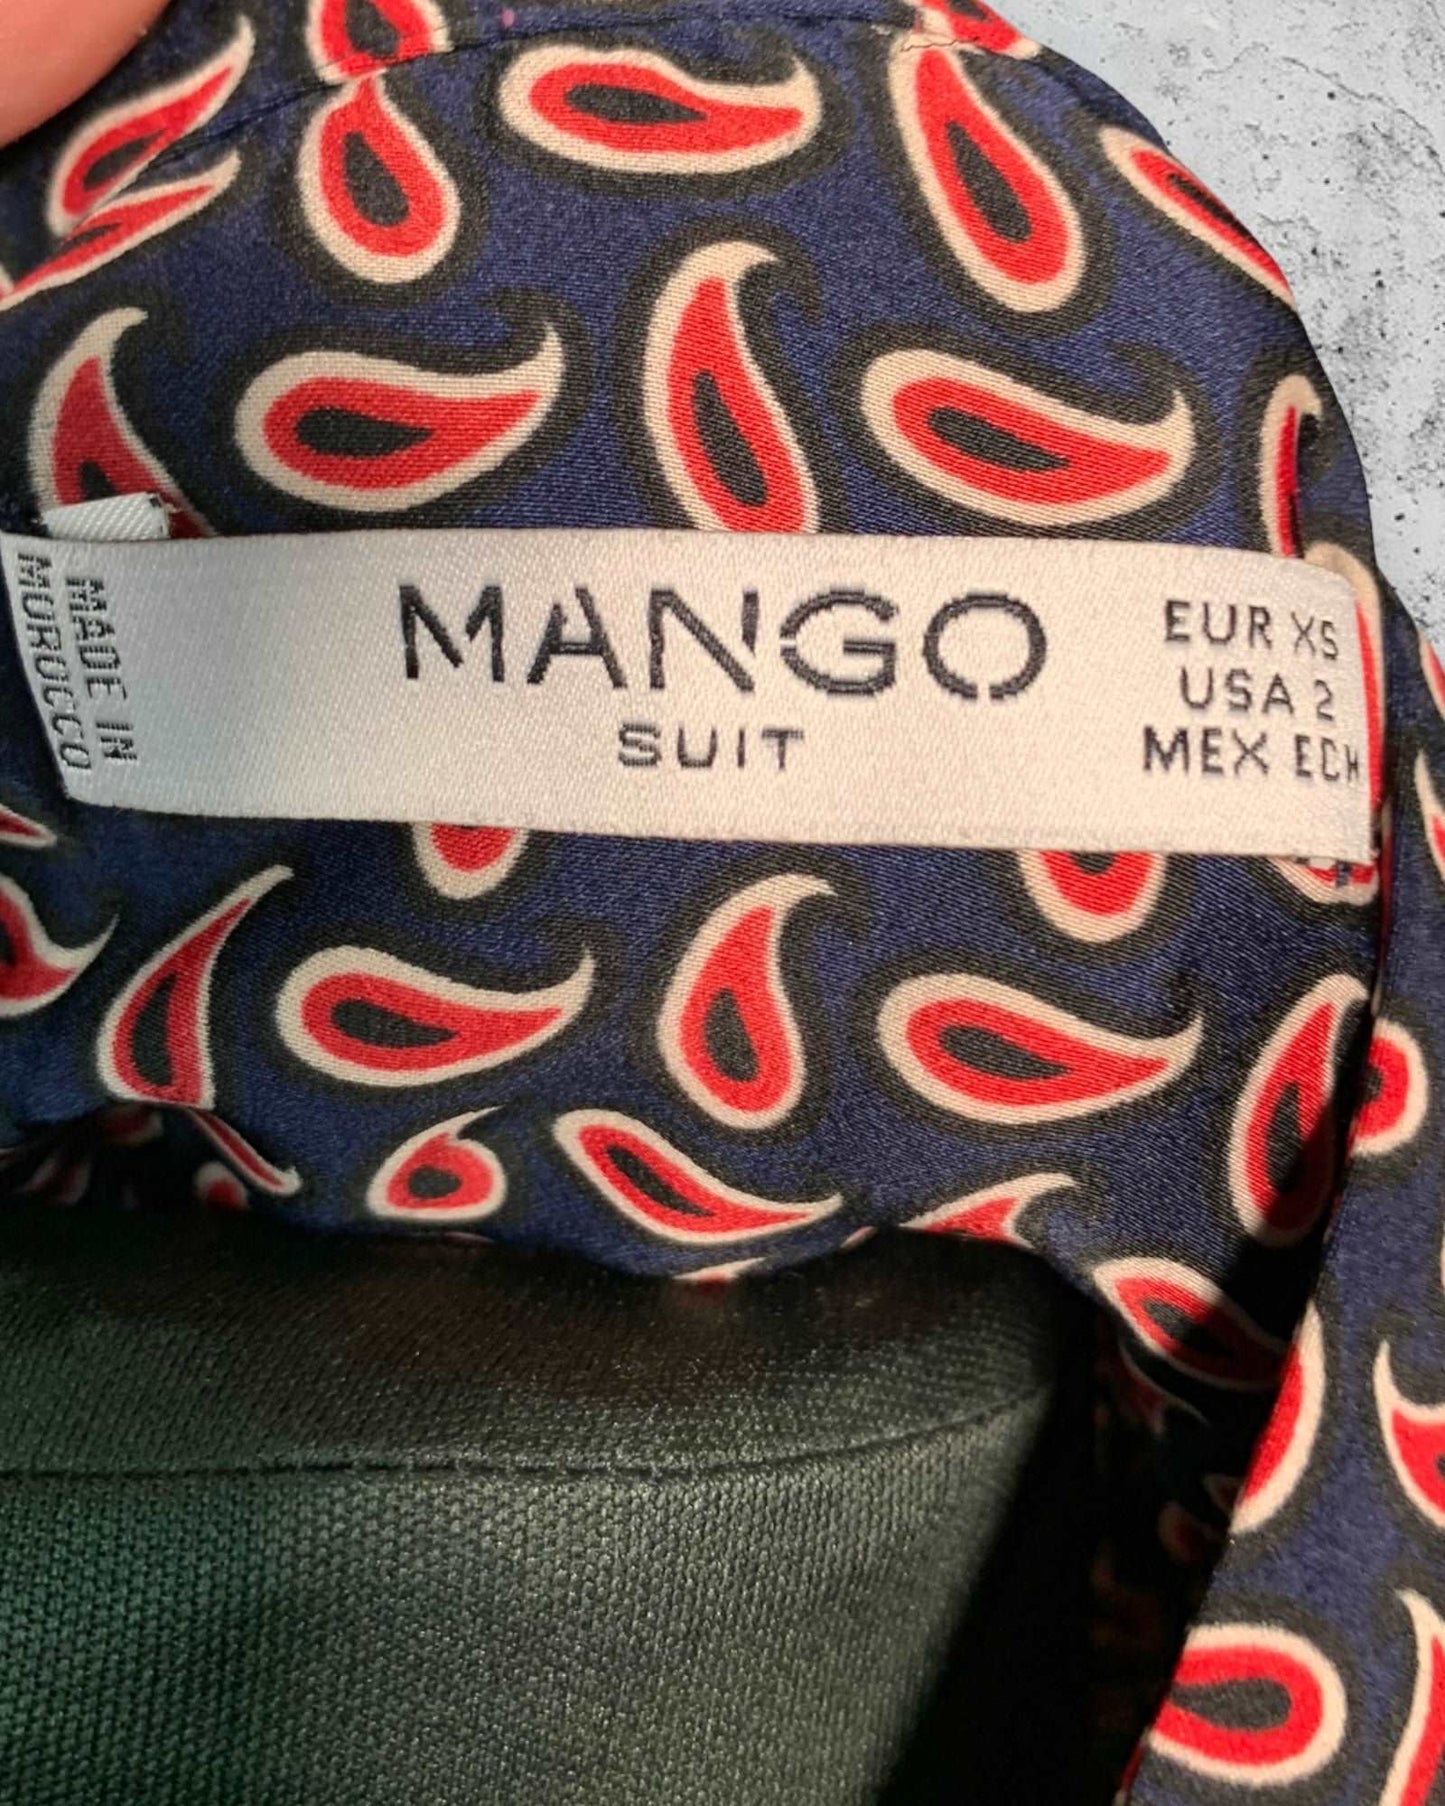 MADE IN
MOROCCO
MANGO
SUIT
EUR XS
USA 2
MEX ECH